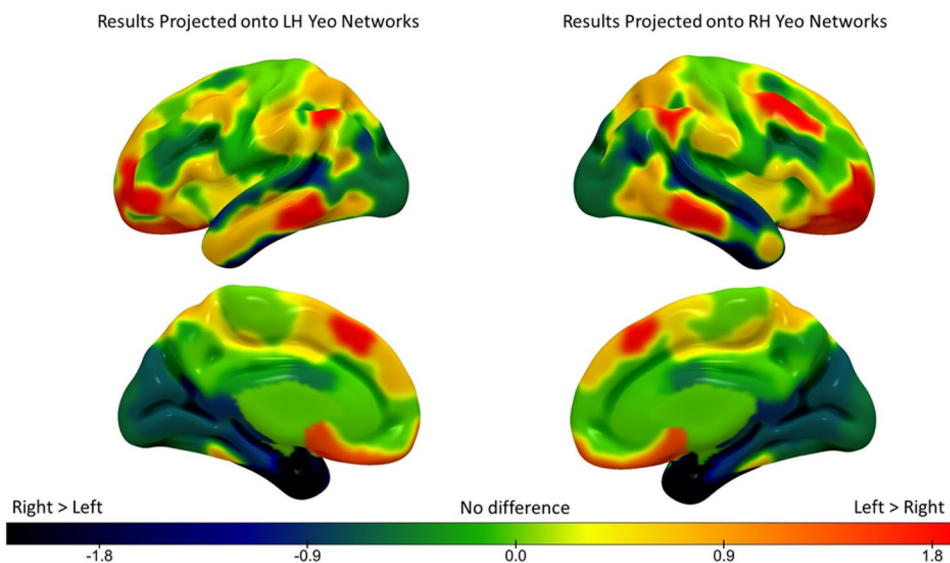 Results Projected onto LH Yeo Networks
Results Projected onto RH Yeo Networks
Right > Left
No difference
Left > Right
-1.8
-0.9
0.0
0.9
1.8